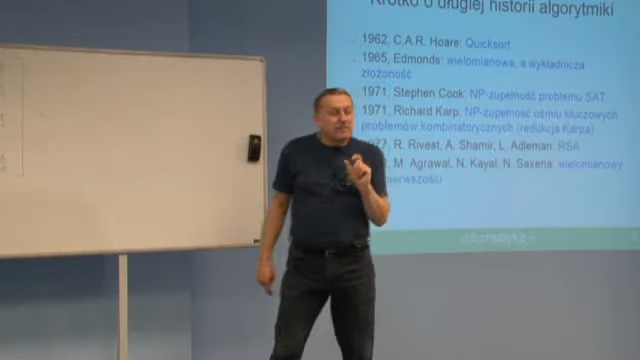 Krótko o długiej historii algorytmiki
1962, C.A.R. Hoare: Quicksort
1965, Edmonds: wielomianowa, a wykładnicza
złożoność
1971, Stephen Cook: NP-zupełność problemu SAT
1971, Richard Karp: NP-zupełność ośmiu kluczowych
problemów kombinatorycznych (redukcja Karpa)
R. Rivest, A. Shamir, L. Adleman: RSA
M. Agrawal, N. Kayal, N. Saxena: wielomianowy
pierwszości
informatyka +